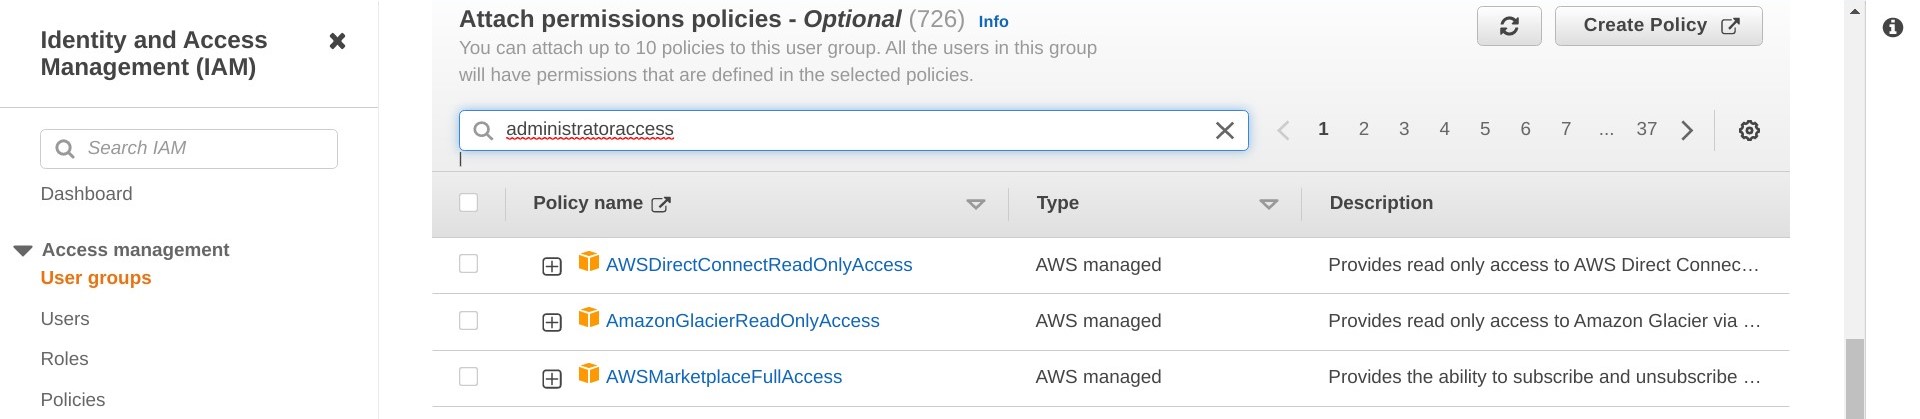 Identity and Access
Management (IAM)
Search IAM
Dashboard
Access management
User groups
Users
Roles
Policies
Attach permissions policies - Optional (726) Info
You can attach up to 10 policies to this user group. All the users in this group
will have permissions that are defined in the selected policies.
Create Policy
administratoraccess
1 2 3 4 5 6 7 ... 37
Policy name Type Description
AWSDirectConnectReadOnlyAccess AWS managed Provides read only access to AWS Direct Connec…
AmazonGlacierReadOnlyAccess AWS managed Provides read only access to Amazon Glacier via …
AWSMarketplaceFullAccess AWS managed Provides the ability to subscribe and unsubscribe …